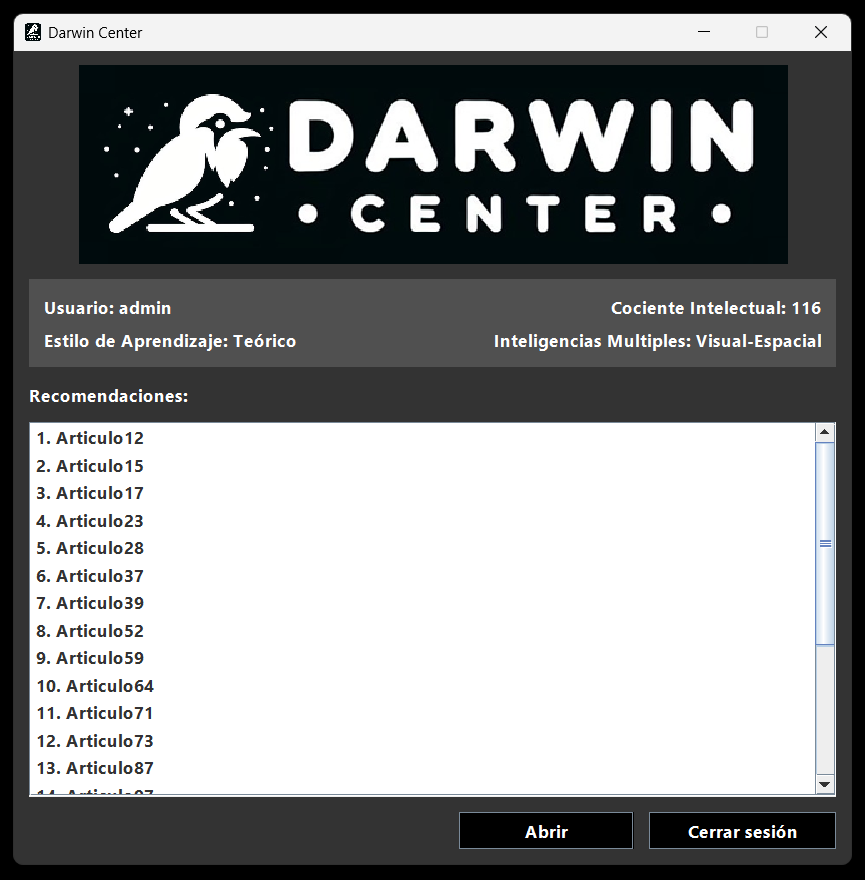 Darwin Center
DARWIN
• CENTER •
Usuario: admin
Cociente Intelectual: 116
Estilo de Aprendizaje: Teórico
Inteligencias Multiples: Visual-Espacial
Recomendaciones:
1. Articulo12
2. Articulo15
3. Articulo17
4. Articulo23
5. Articulo28
6. Articulo37
7. Articulo39
8. Articulo52
9. Articulo59
10. Articulo64
11. Articulo71
12. Articulo73
13. Articulo87
Abrir
Cerrar sesión